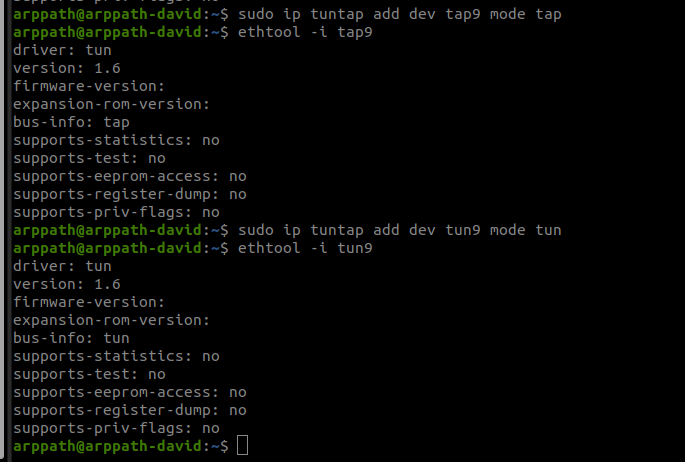 supports-priv-flags: no
arppath@arppath-david:~$ sudo ip tuntap add dev tap9 mode tap
arppath@arppath-david:~$ ethtool -i tap9
driver: tun
version: 1.6
firmware-version:
expansion-rom-version:
bus-info: tap
supports-statistics: no
supports-test: no
supports-eeprom-access: no
supports-register-dump: no
supports-priv-flags: no
arppath@arppath-david:~$ sudo ip tuntap add dev tun9 mode tun
arppath@arppath-david:~$ ethtool -i tun9
driver: tun
version: 1.6
firmware-version:
expansion-rom-version:
bus-info: tun
supports-statistics: no
supports-test: no
supports-eeprom-access: no
supports-register-dump: no
supports-priv-flags: no
arppath@arppath-david:~$